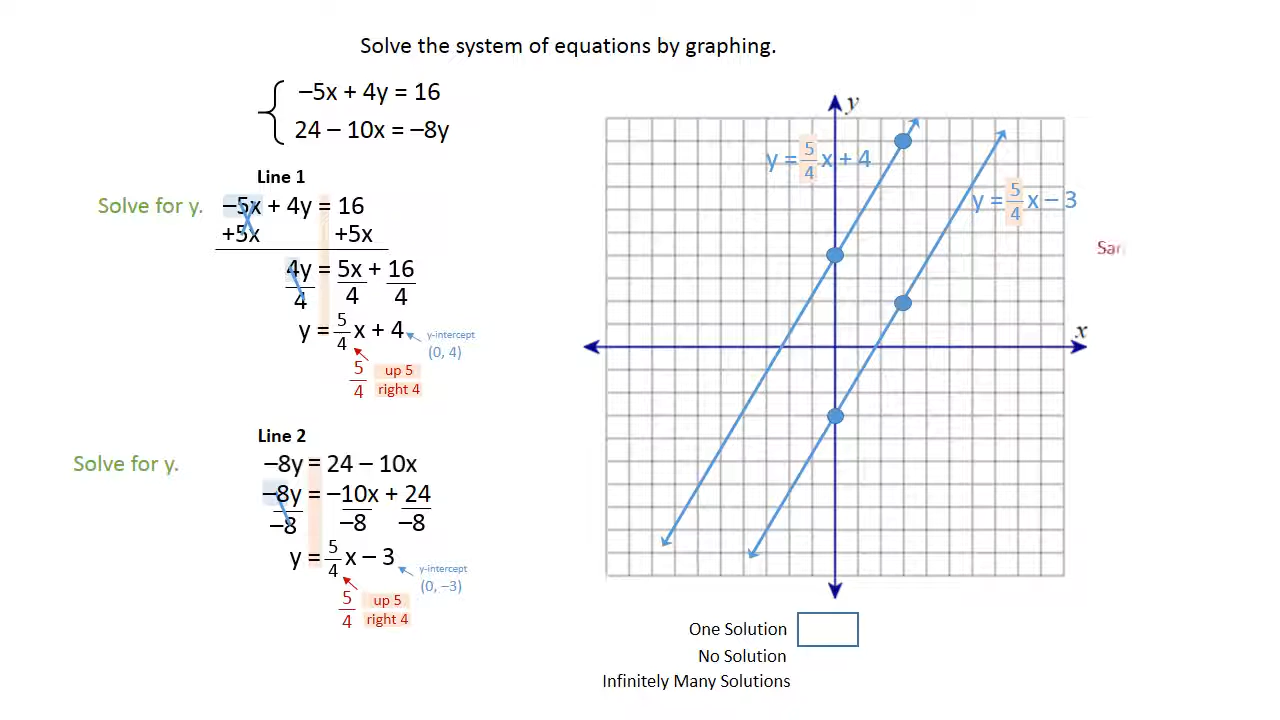 Solve the system of equations by graphing.
–5x + 4y = 16
24 – 10x = –8y
Line 1
Solve for y.
–5x + 4y = 16
+5x +5x
4y = 5x + 16
4 4 4
y = 5/4 x + 4
y-intercept
(0, 4)
5/4
up 5
right 4
Line 2
Solve for y.
–8y = 24 – 10x
–8y = –10x + 24
–8 –8 –8
y = 5/4 x – 3
y-intercept
(0, –3)
5/4
up 5
right 4
y
y = 5/4 x + 4
y = 5/4 x – 3
x
One Solution
No Solution
Infinitely Many Solutions